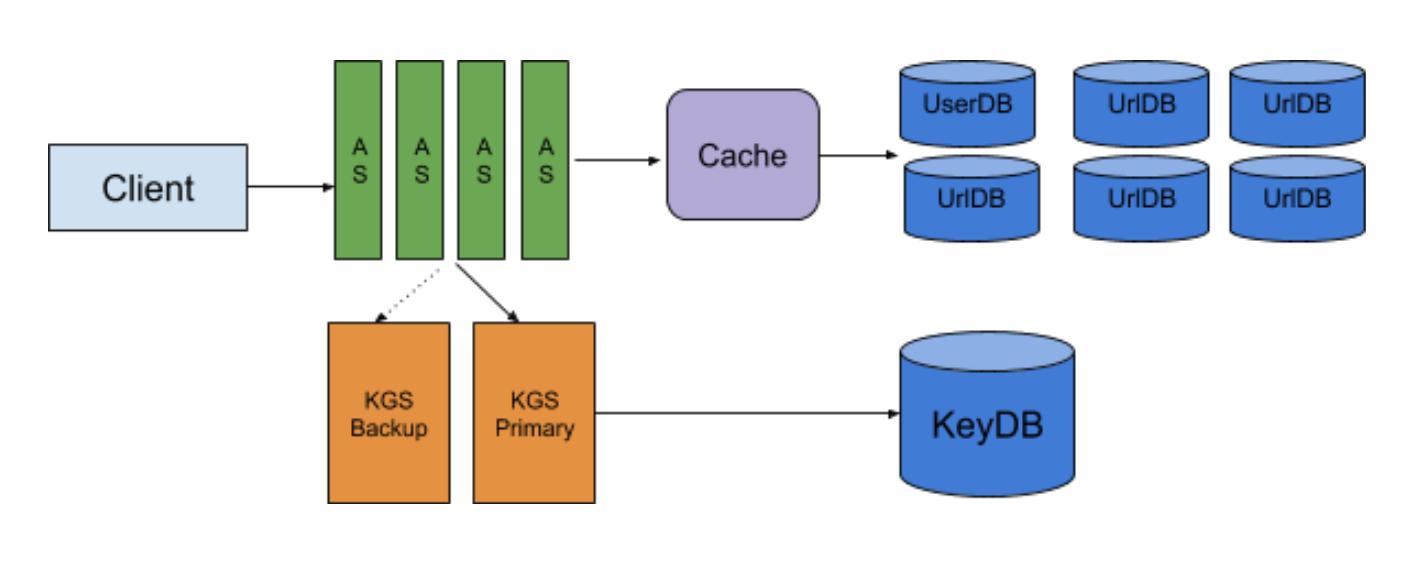 Client
A
S
A
S
A
S
A
S
Cache
UserDB
UrlDB
UrlDB
UrlDB
UrlDB
UrlDB
KGS
Backup
KGS
Primary
KeyDB